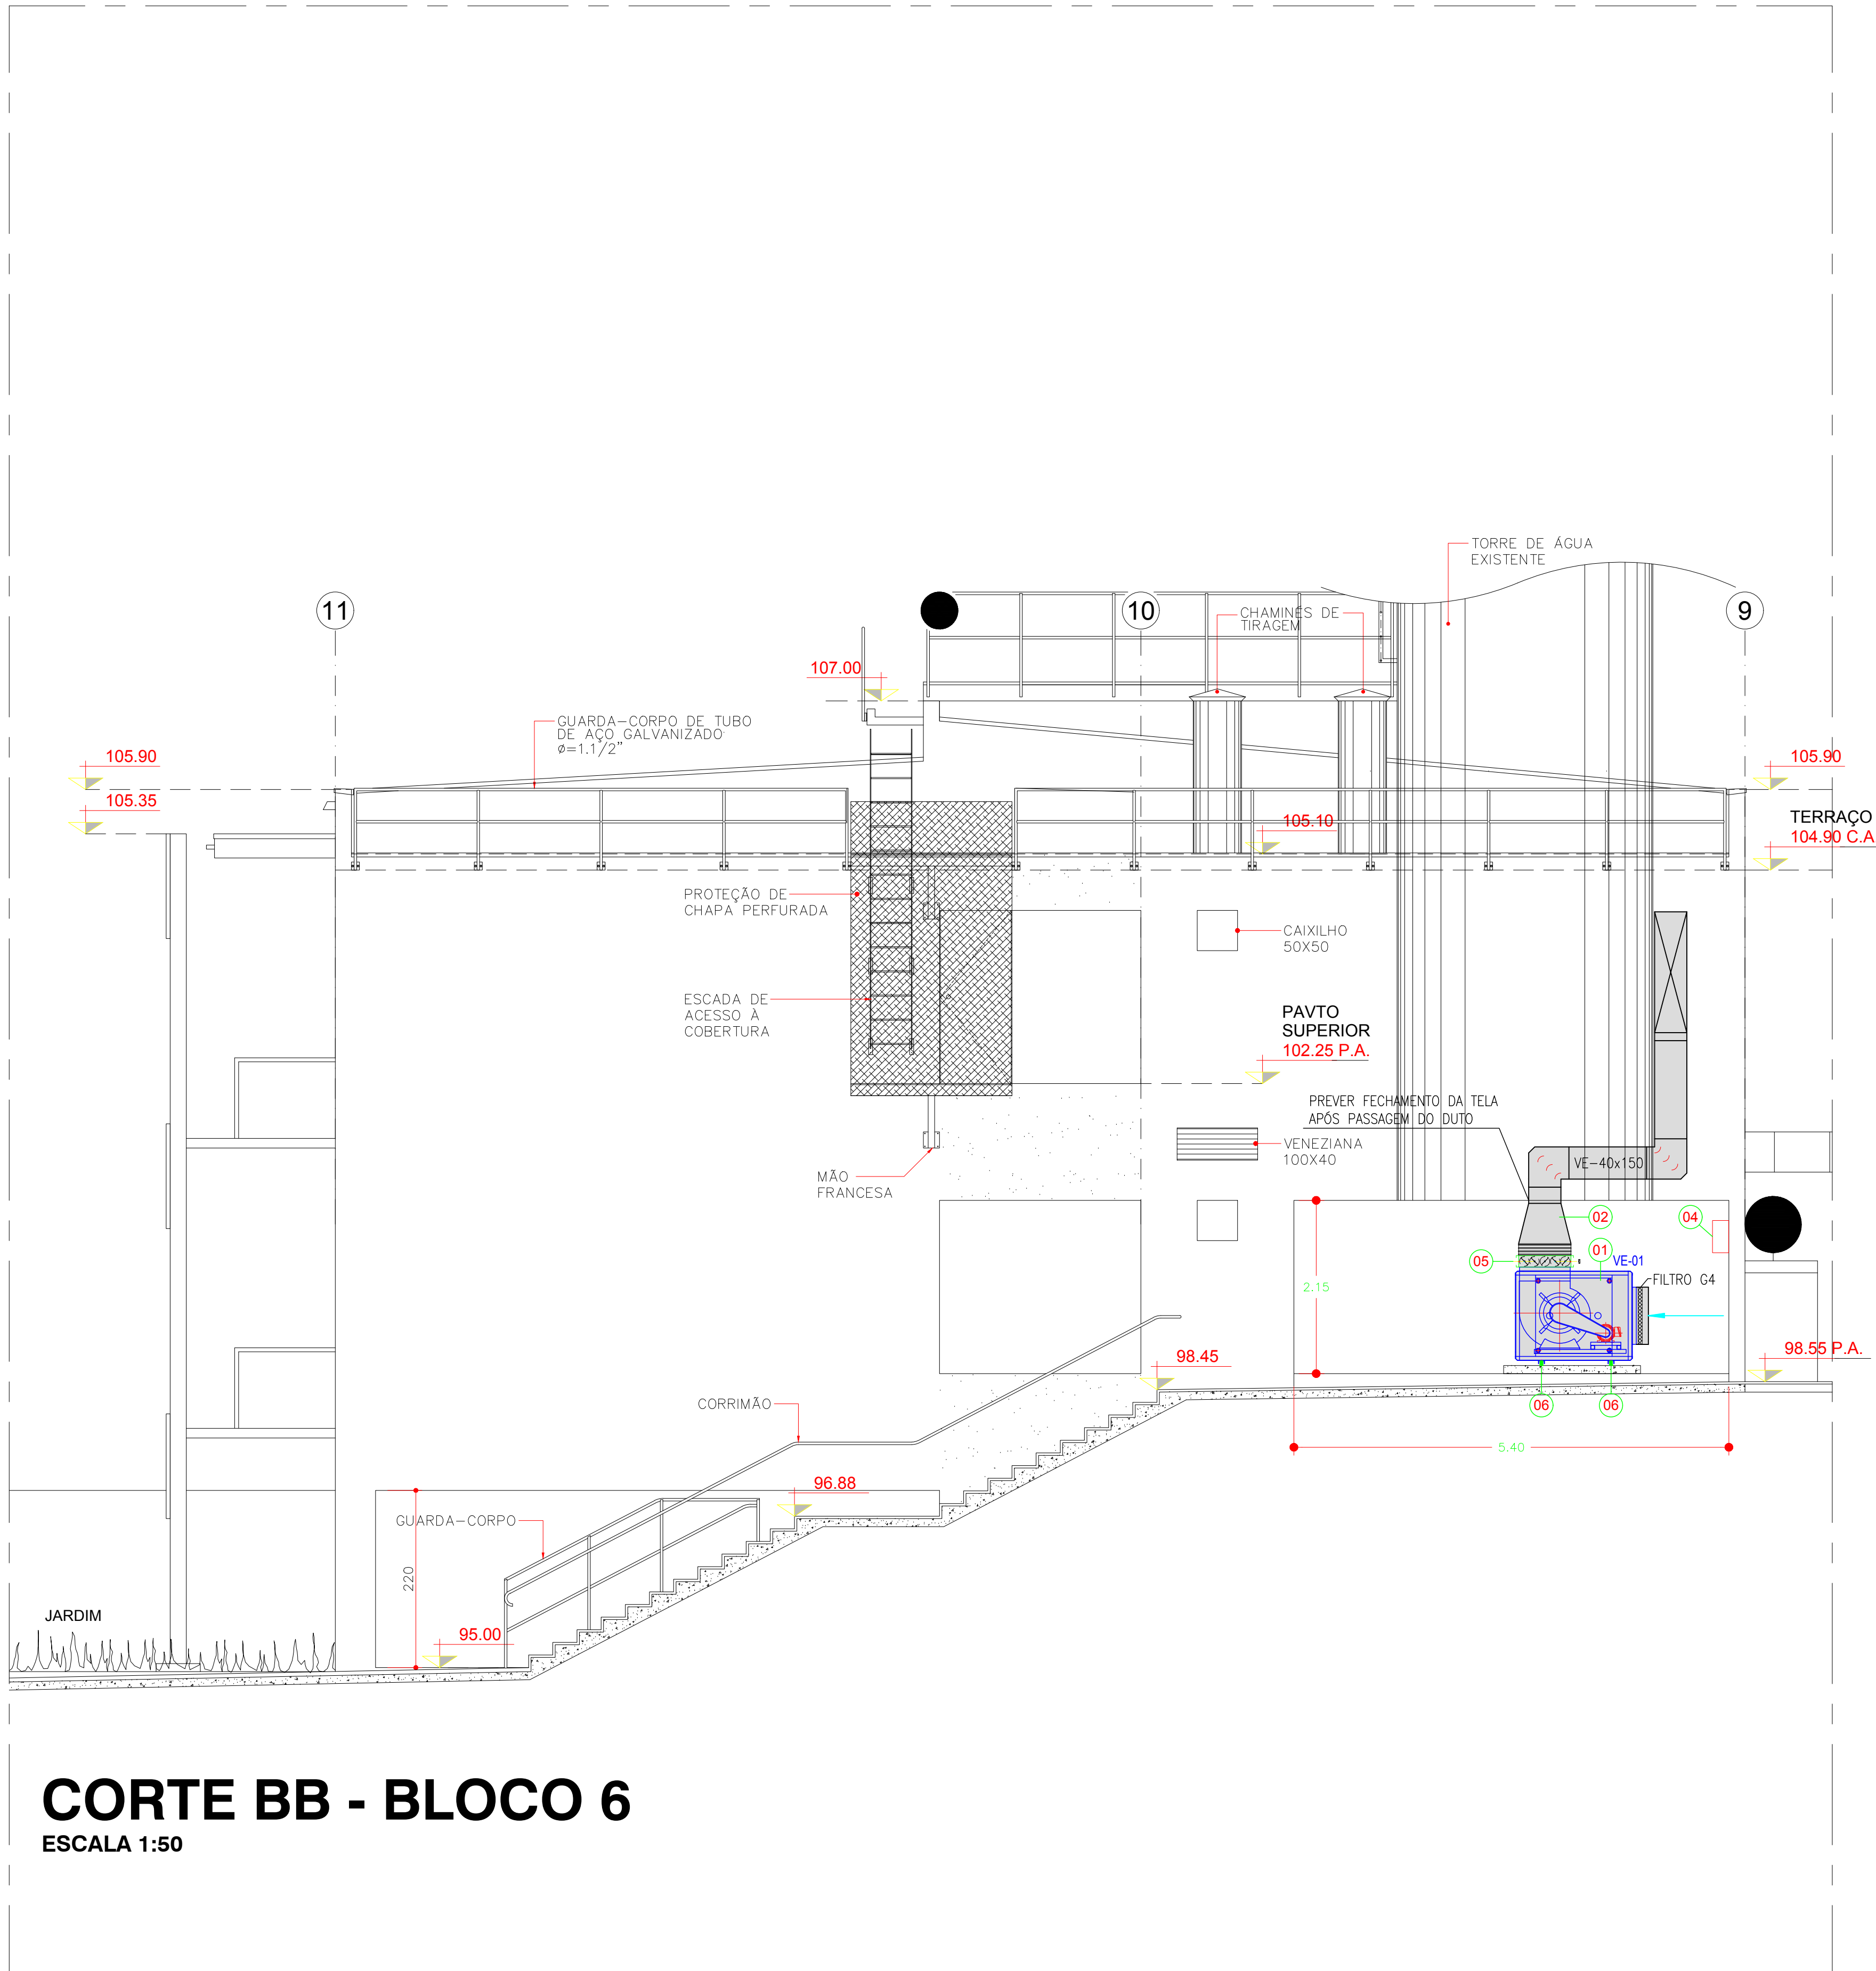 TORRE DE ÁGUA
EXISTENTE
11
10
9
CHAMINÉS DE
TIRAGEM
107.00
GUARDA-CORPO DE TUBO
DE AÇO GALVANIZADO
ø=1.1/2"
105.90
105.90
105.35
105.10
TERRAÇO
104.90 C.A
PROTEÇÃO DE
CHAPA PERFURADA
CAIXILHO
50X50
ESCADA DE
ACESSO À
COBERTURA
PAVTO
SUPERIOR
102.25 P.A.
PREVER FECHAMENTO DA TELA
APÓS PASSAGEM DO DUTO
VENEZIANA
100X40
VE-40x150
MÃO
FRANCESA
02
04
01
05
VE-01
FILTRO G4
2.15
98.45
98.55 P.A.
CORRIMÃO
06
06
5.40
96.88
GUARDA-CORPO
220
JARDIM
95.00
CORTE BB - BLOCO 6
ESCALA 1:50